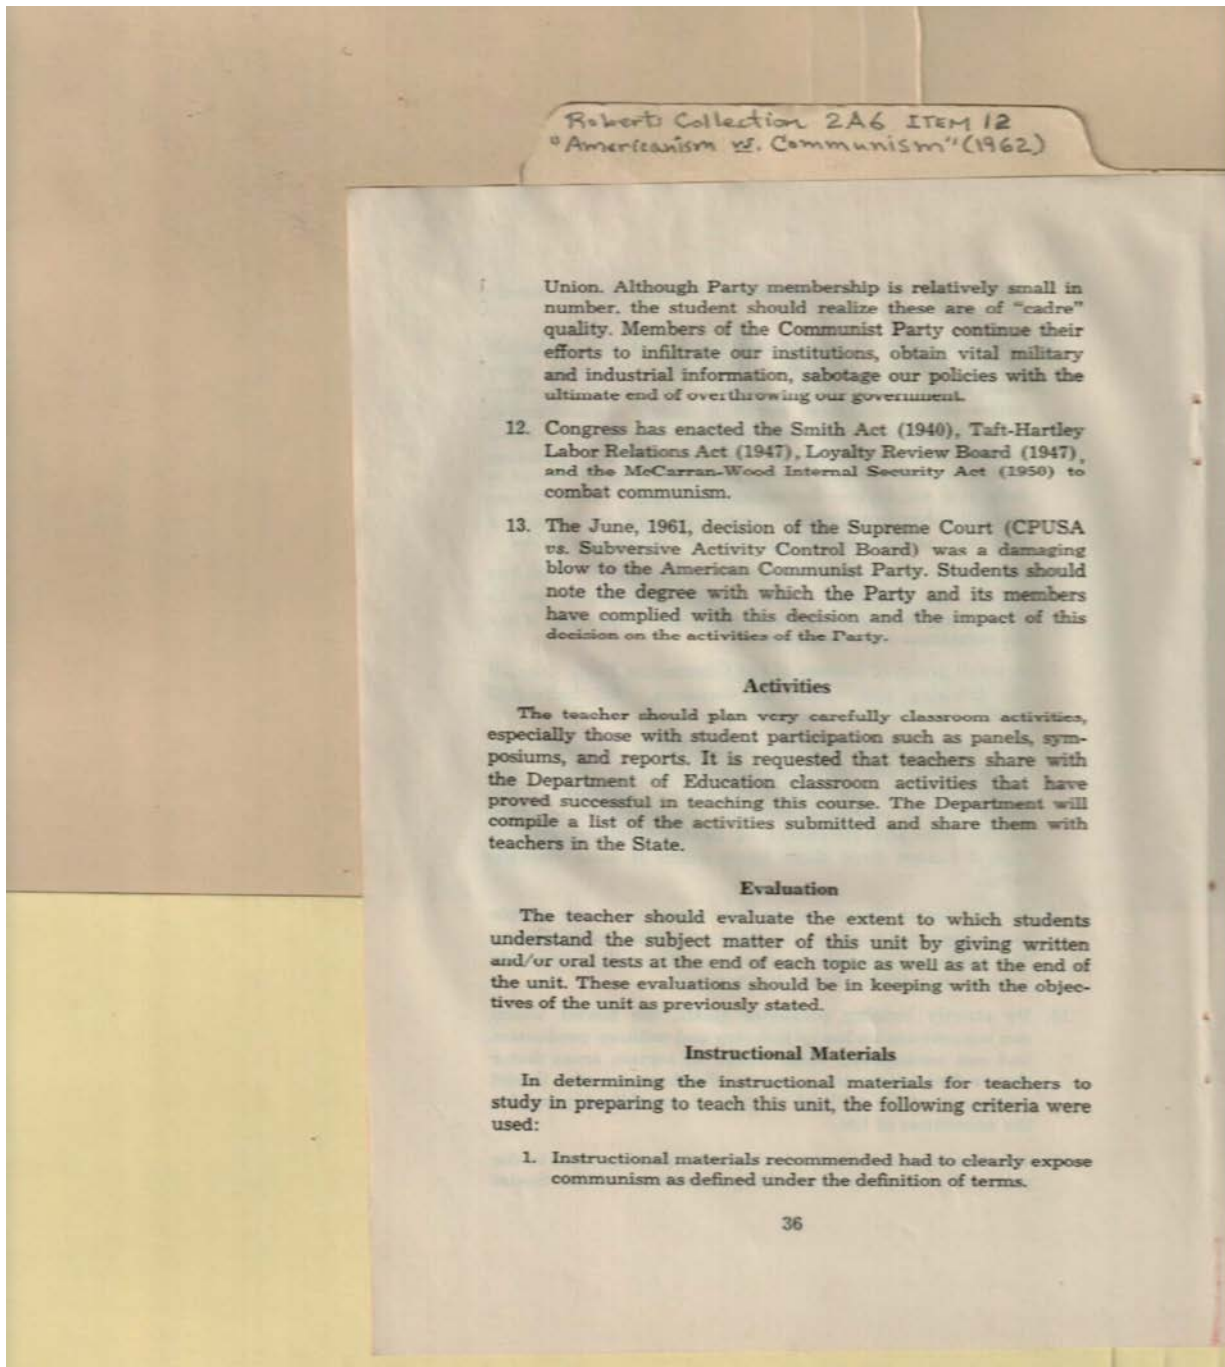 Roberts Collection 2A6 ITEM 12
"Americanism vs. Communism" (1962)
Union. Although Party membership is relatively small in
number, the student should realize these are of "cadre"
quality. Members of the Communist Party continue their
efforts to infiltrate our institutions, obtain vital military
and industrial information, sabotage our policies with the
ultimate end of overthrowing our government.
12. Congress has enacted the Smith Act (1940), Taft-Hartley
Labor Relations Act (1947), Loyalty Review Board (1947),
and the McCarran-Wood Internal Security Act (1950) to
combat communism.
13. The June, 1961, decision of the Supreme Court (CPUSA
vs. Subversive Activity Control Board) was a damaging
blow to the American Communist Party. Students should
note the degree with which the Party and its members
have complied with this decision and the impact of this
decision on the activities of the Party.
Activities
The teacher should plan very carefully classroom activities,
especially those with student participation such as panels, sym-
posiums, and reports. It is requested that teachers share with
the Department of Education classroom activities that have
proved successful in teaching this course. The Department will
compile a list of the activities submitted and share them with
teachers in the State.
Evaluation
The teacher should evaluate the extent to which students
understand the subject matter of this unit by giving written
and/or oral tests at the end of each topic as well as at the end of
the unit. These evaluations should be in keeping with the objec-
tives of the unit as previously stated.
Instructional Materials
In determining the instructional materials for teachers to
study in preparing to teach this unit, the following criteria were
used:
1. Instructional materials recommended had to clearly expose
communism as defined under the definition of terms.
36